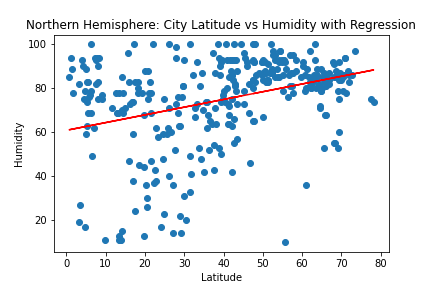 Northern Hemisphere: City Latitude vs Humidity with Regression
100
80
60
40
20
Humidity
0 10 20 30 40 50 60 70 80
Latitude